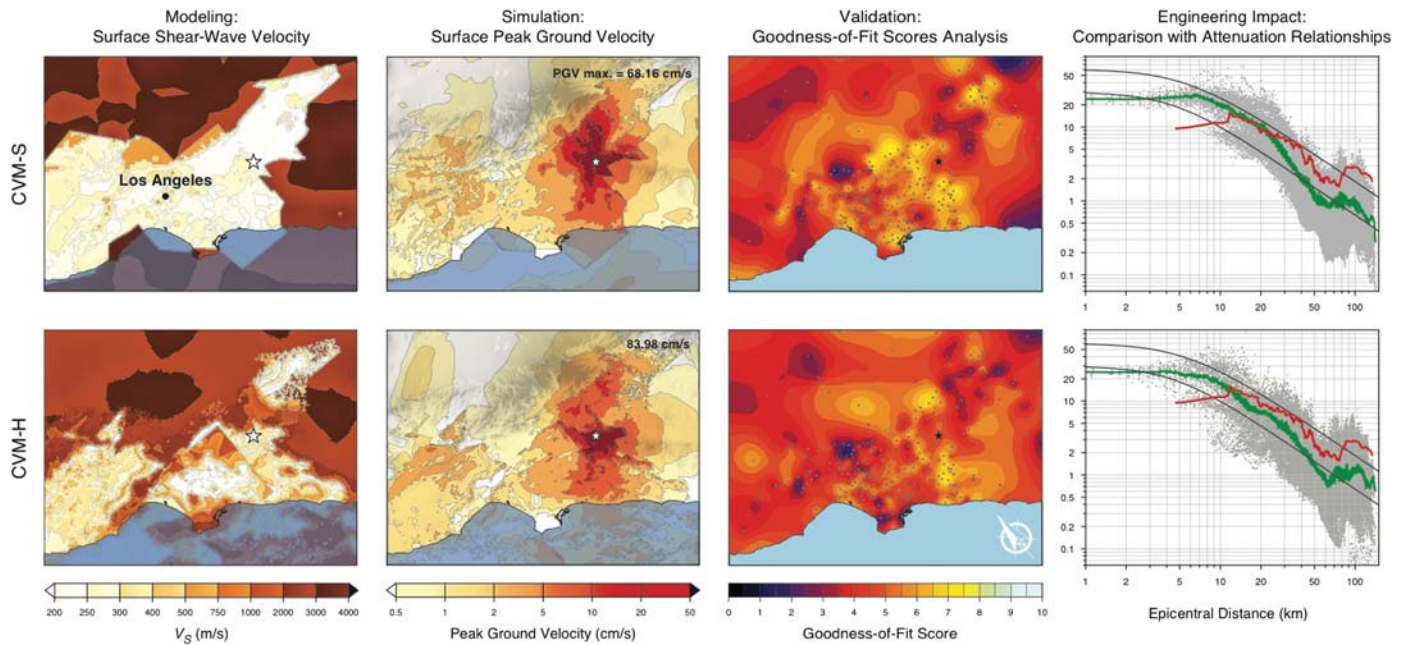 Modeling:
Surface Shear-Wave Velocity
Simulation:
Surface Peak Ground Velocity
Validation:
Goodness-of-Fit Scores Analysis
Engineering Impact:
Comparison with Attenuation Relationships
CVM-S
Los Angeles
PGV max. = 68.16 cm/s
50
20
10
5
2
1
0.5
0.2
0.1
1 2 5 10 20 50 100
CVM-H
83.98 cm/s
50
20
10
5
2
1
0.5
0.1
1 2 5 10 20 50 100
200 250 300 400 500 750 1000 2000 3000 4000
V_S (m/s)
0.5 1 2 5 10 20 50
Peak Ground Velocity (cm/s)
0 1 2 3 4 5 6 7 8 9 10
Goodness-of-Fit Score
Epicentral Distance (km)